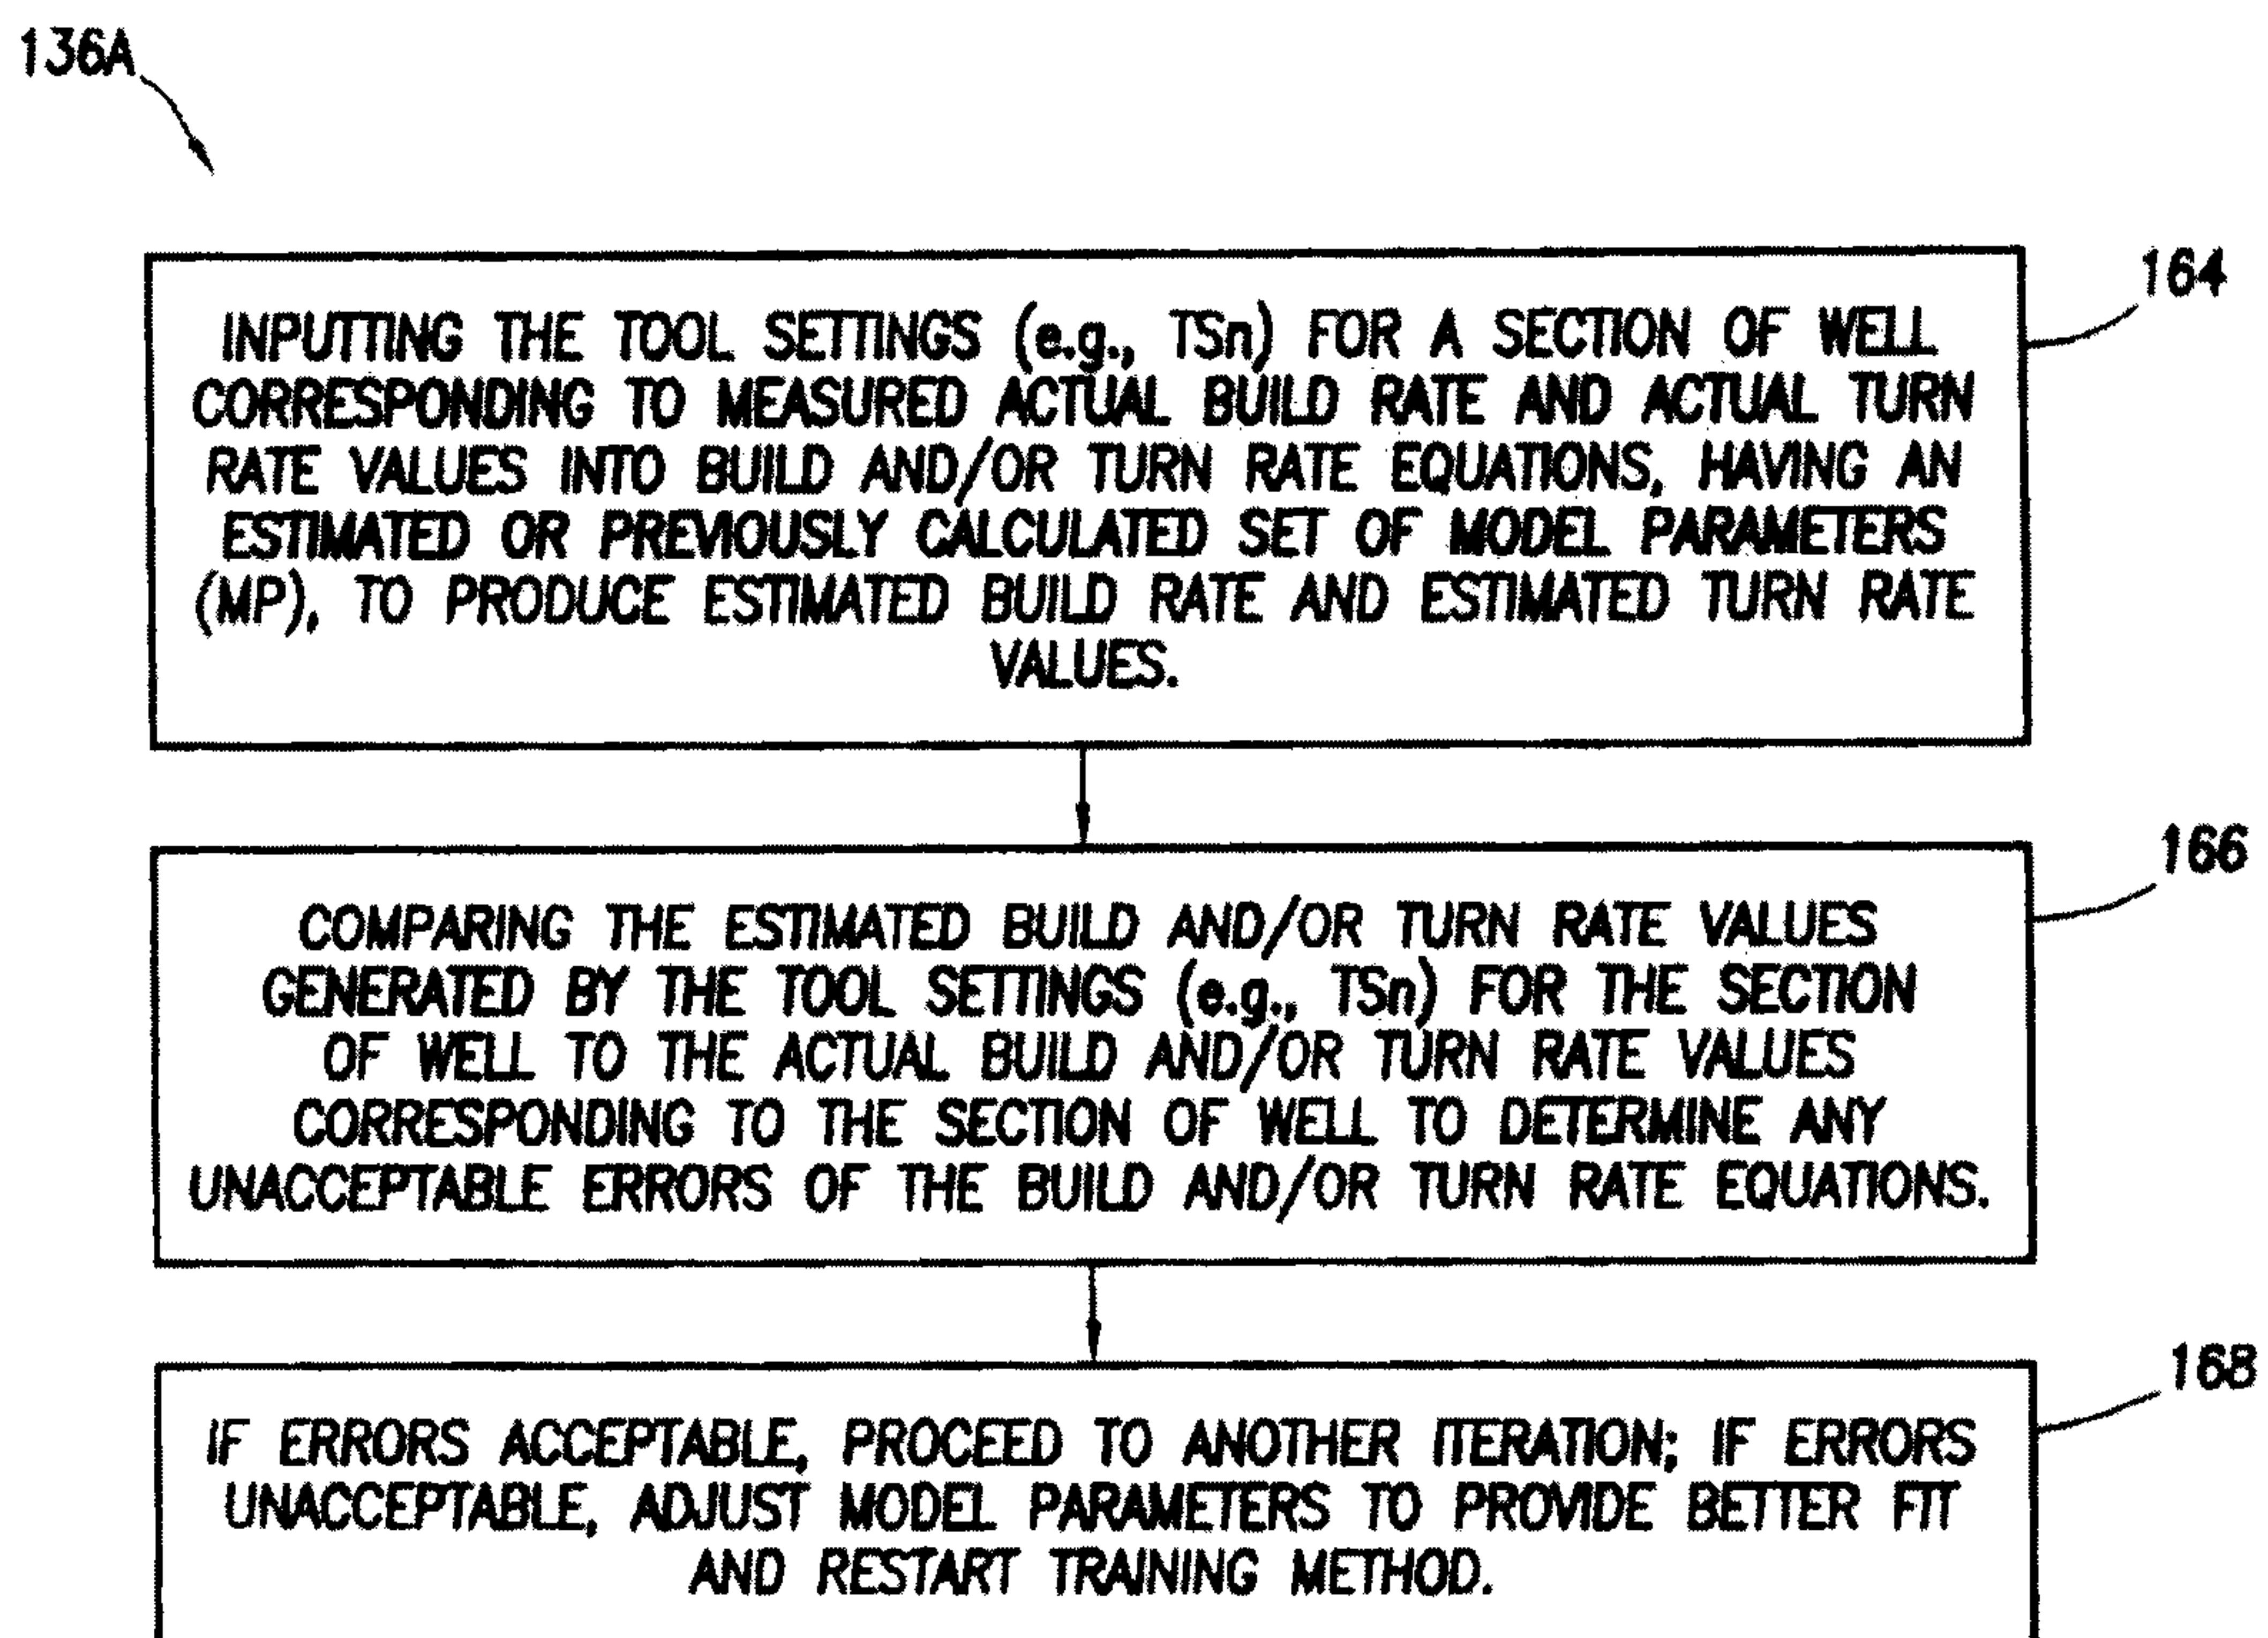 136A
164
INPUTTING THE TOOL SETTINGS (e.g., TSn) FOR A SECTION OF WELL
CORRESPONDING TO MEASURED ACTUAL BUILD RATE AND ACTUAL TURN
RATE VALUES INTO BUILD AND/OR TURN RATE EQUATIONS, HAVING AN
ESTIMATED OR PREVIOUSLY CALCULATED SET OF MODEL PARAMETERS
(MP), TO PRODUCE ESTIMATED BUILD RATE AND ESTIMATED TURN RATE
VALUES.
166
COMPARING THE ESTIMATED BUILD AND/OR TURN RATE VALUES
GENERATED BY THE TOOL SETTINGS (e.g., TSn) FOR THE SECTION
OF WELL TO THE ACTUAL BUILD AND/OR TURN RATE VALUES
CORRESPONDING TO THE SECTION OF WELL TO DETERMINE ANY
UNACCEPTABLE ERRORS OF THE BUILD AND/OR TURN RATE EQUATIONS.
168
IF ERRORS ACCEPTABLE, PROCEED TO ANOTHER ITERATION; IF ERRORS
UNACCEPTABLE, ADJUST MODEL PARAMETERS TO PROVIDE BETTER FIT
AND RESTART TRAINING METHOD.